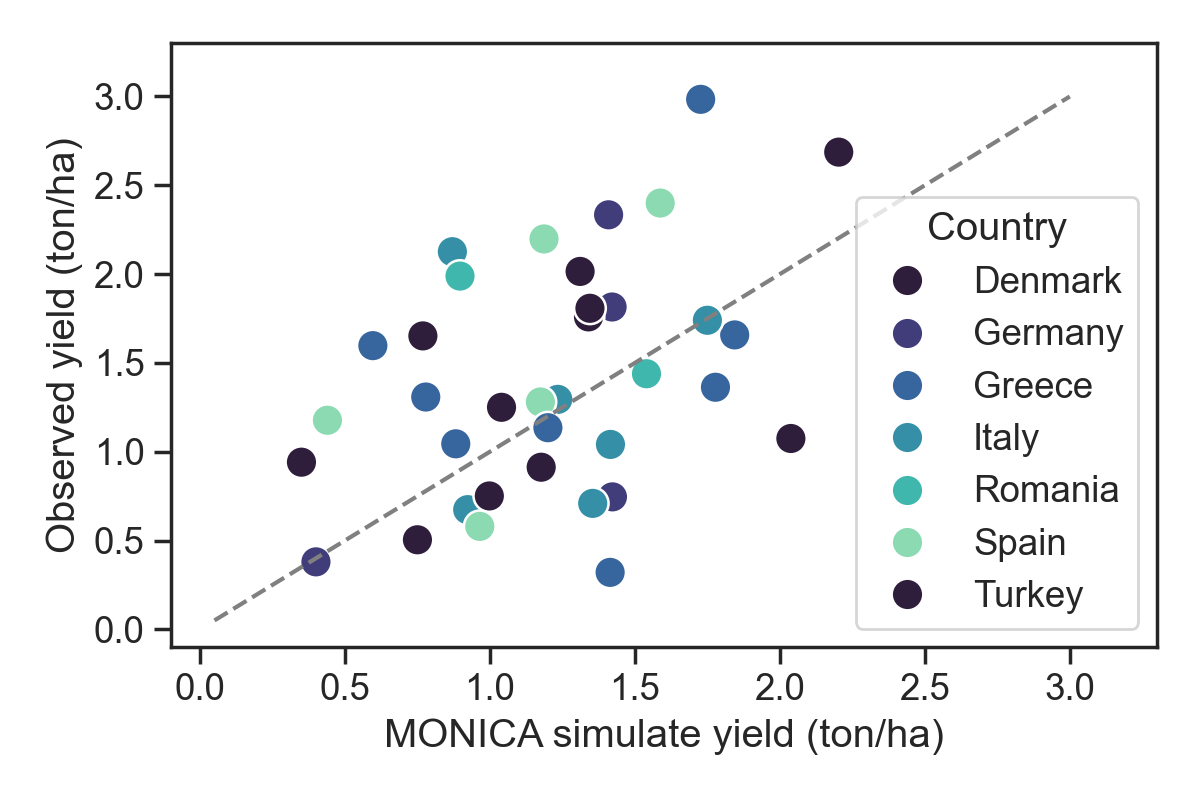 3.0
2.5
2.0
1.5
1.0
0.5
0.0
Observed yield (ton/ha)
Country
Denmark
Germany
Greece
Italy
Romania
Spain
Turkey
0.0 0.5 1.0 1.5 2.0 2.5 3.0
MONICA simulate yield (ton/ha)